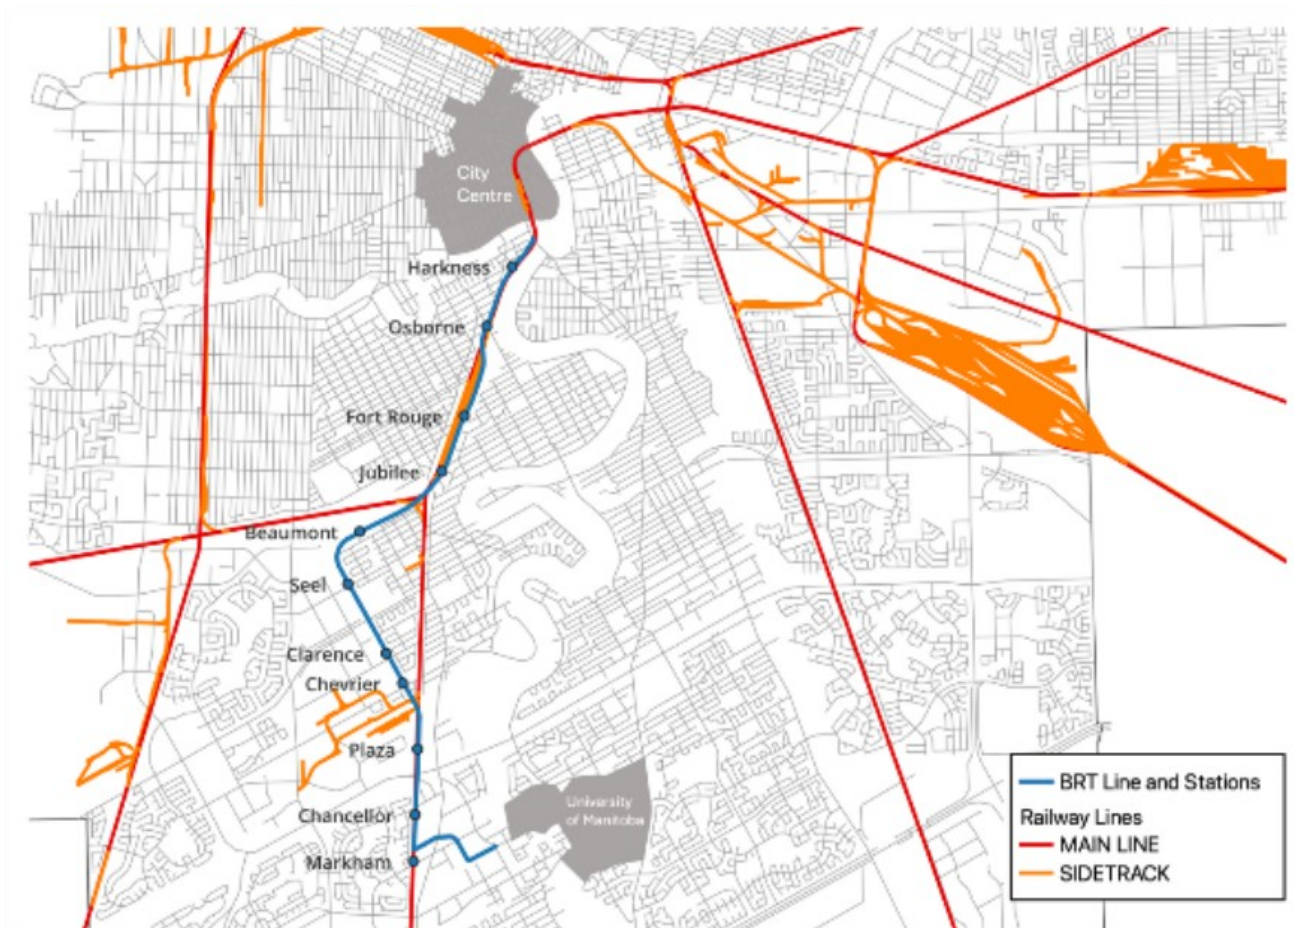 City
Centre
Harkness
Osborne
Fort Rouge
Jubilee
Beaumont
Seel
Clarence
Chevrier
Plaza
University
of Manitoba
Chancellor
Markham
BRT Line and Stations
Railway Lines
MAIN LINE
SIDETRACK